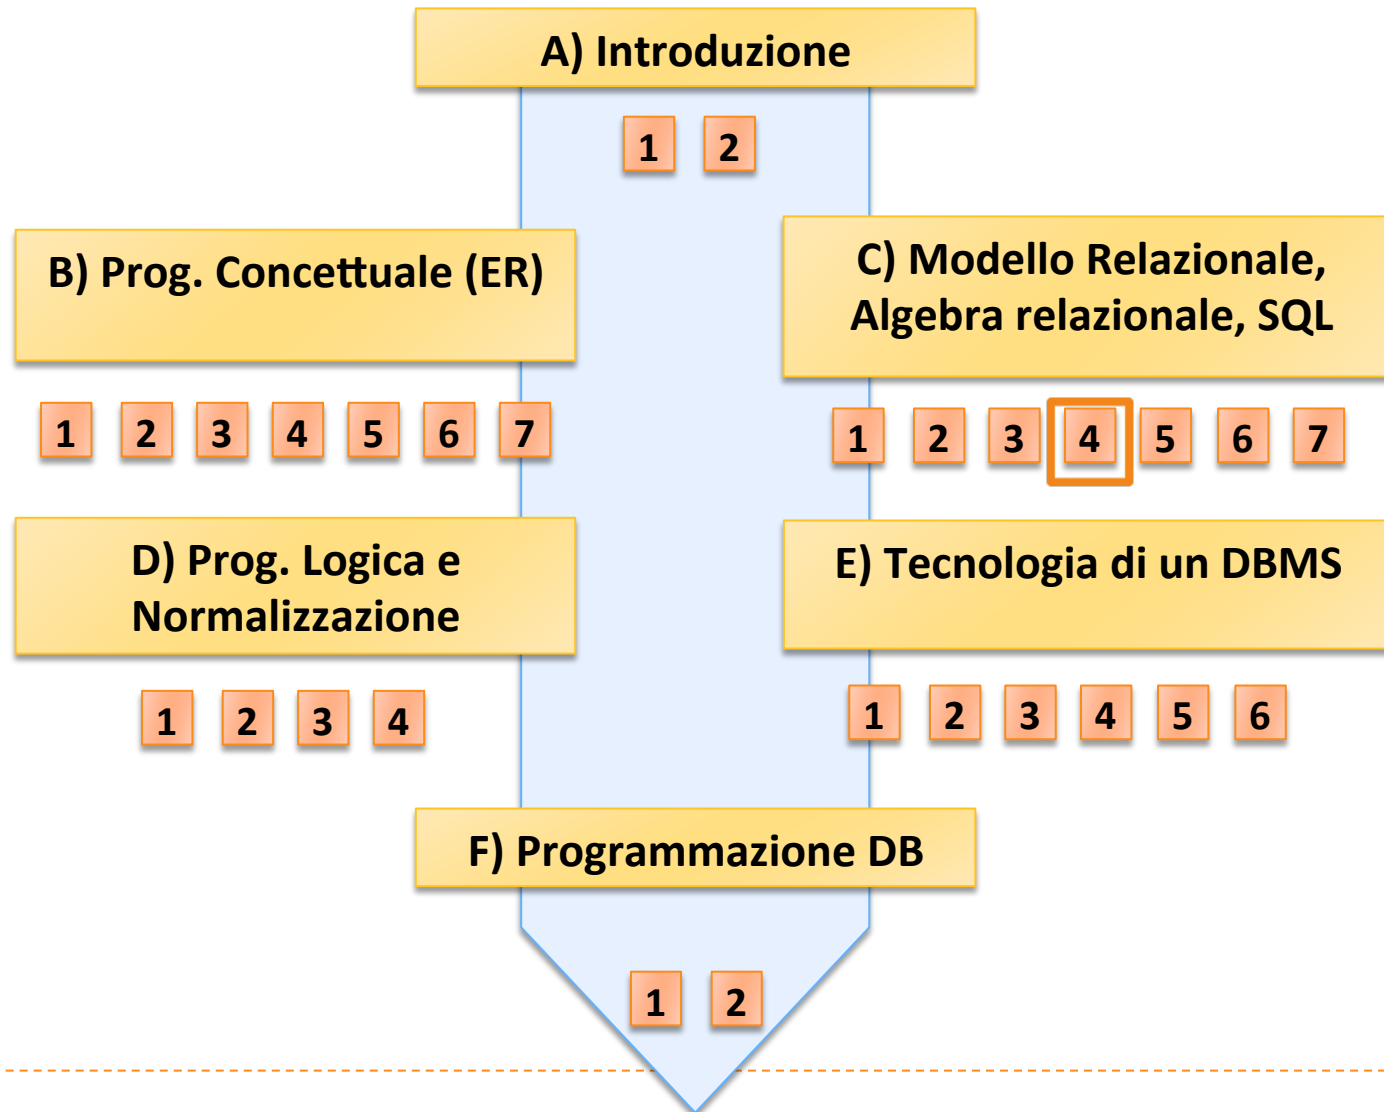 A) Introduzione
1 2
B) Prog. Concettuale (ER)
1 2 3 4 5 6 7
C) Modello Relazionale,
Algebra relazionale, SQL
1 2 3 4 5 6 7
D) Prog. Logica e
Normalizzazione
1 2 3 4
E) Tecnologia di un DBMS
1 2 3 4 5 6
F) Programmazione DB
1 2